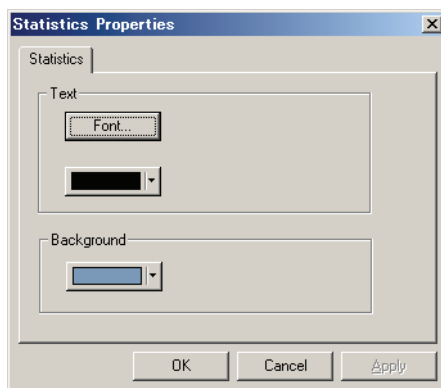 Statistics Properties
Statistics
Text
Font...
Background
OK
Cancel
Apply